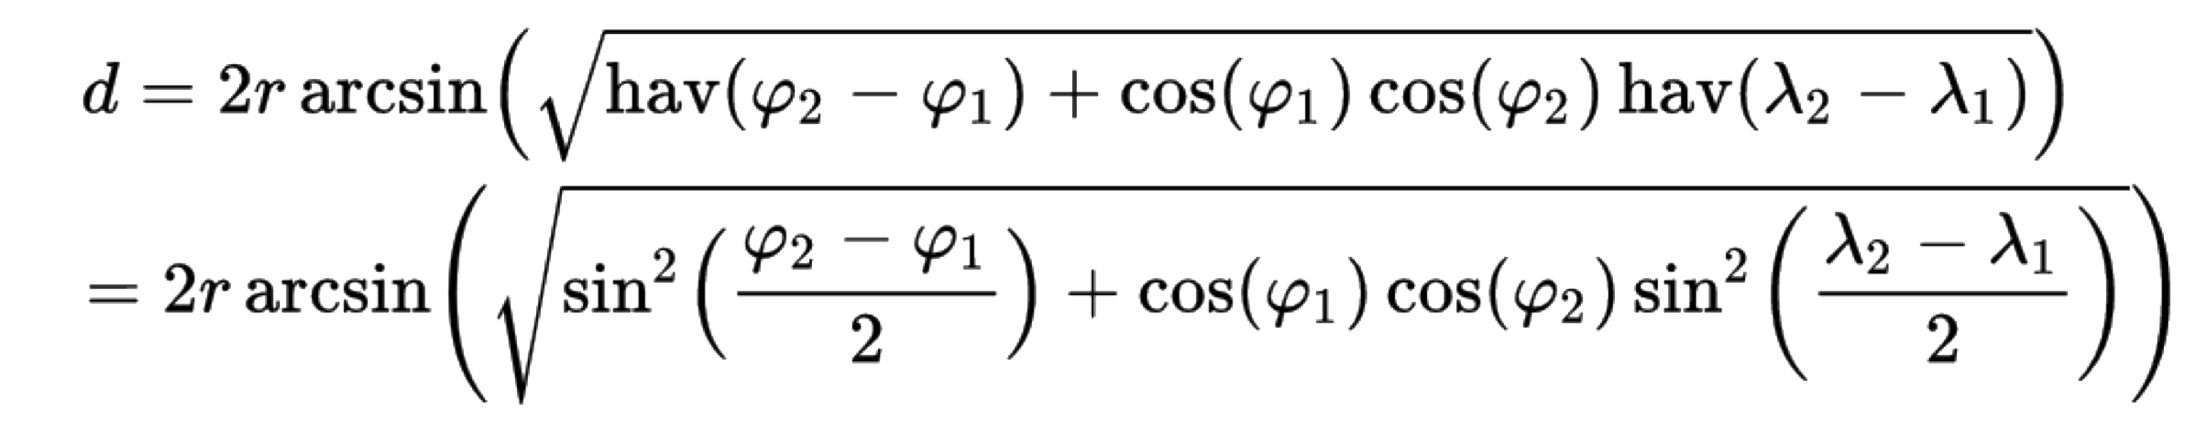 d = 2r arcsin(√(hav(φ₂ − φ₁) + cos(φ₁) cos(φ₂) hav(λ₂ − λ₁)))
= 2r arcsin(√(sin²((φ₂ − φ₁)/2) + cos(φ₁) cos(φ₂) sin²((λ₂ − λ₁)/2)))